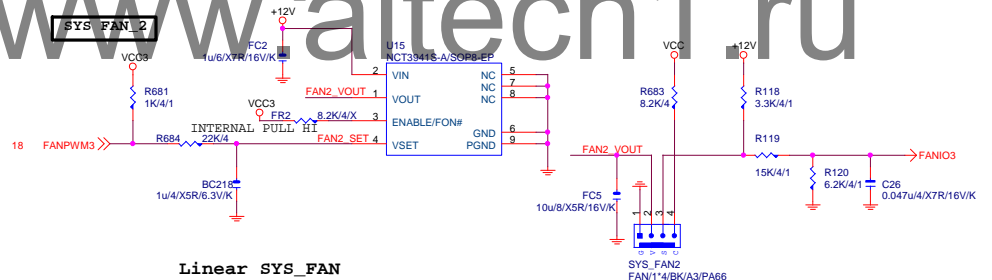 www.altech1.ru
SYS_FAN_2
+12V
FC2
1u/6/X7R/16V/K
U15
NCT3941S-A/SOP8-EP
VCC3
R681
1K/4/1
2 VIN
NC 5
NC 7
NC 8
FAN2_VOUT 1 VOUT
VCC3
FR2 8.2K/4/X 3 ENABLE/FON#
INTERNAL PULL HI
GND 6
PGND 9
18 FANPWM3
R684 22K/4
FAN2_SET 4 VSET
BC218
1u/4/X5R/6.3V/K
VCC
+12V
R683
8.2K/4
R118
3.3K/4/1
R119
15K/4/1
FANIO3
FAN2_VOUT
FC5
10u/8/X5R/16V/K
R120
6.2K/4/1
C26
0.047u/4/X7R/16V/K
1 2 3 4
G V S C
SYS_FAN2
FAN/1*4/BK/A3/PA66
Linear SYS_FAN